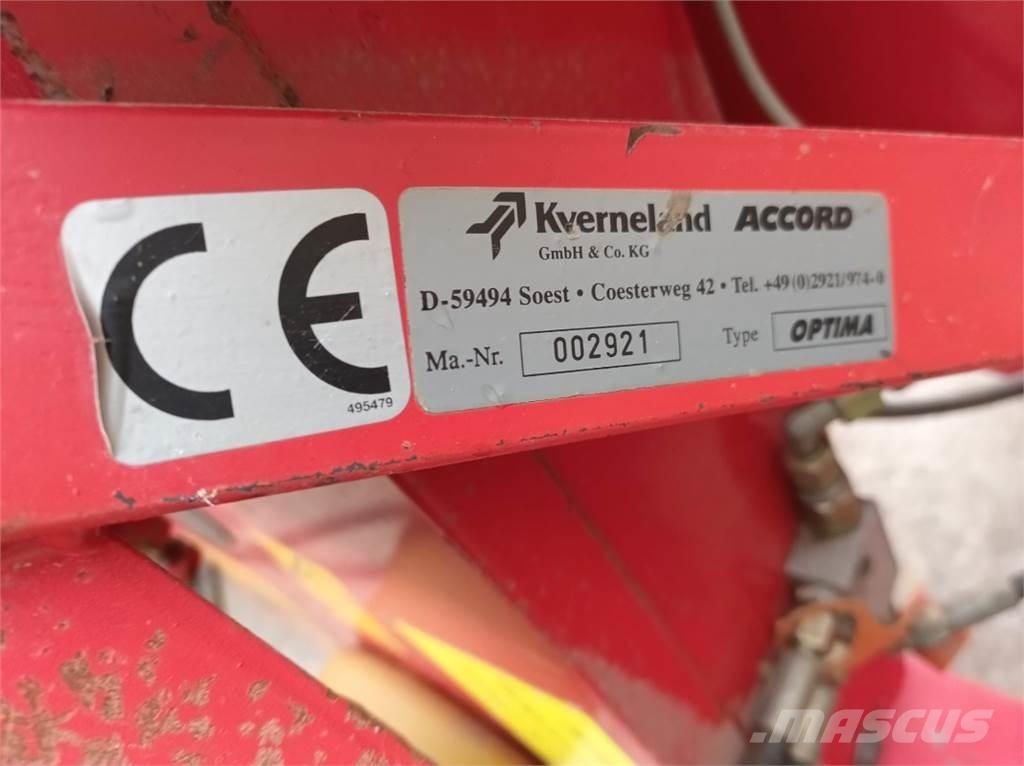 CE
495479
Kverneland ACCORD
GmbH & Co. KG
D-59494 Soest • Coesterweg 42 • Tel. +49(0)2921/974-0
Ma.-Nr. 002921 Type OPTIMA
MASCUS